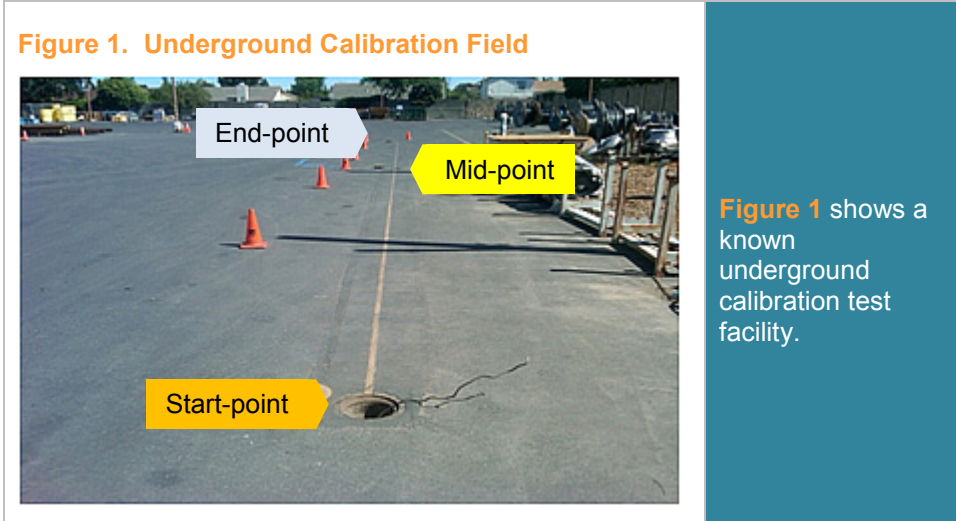 Figure 1.  Underground Calibration Field
End-point
Mid-point
Start-point
Figure 1 shows a
known
underground
calibration test
facility.